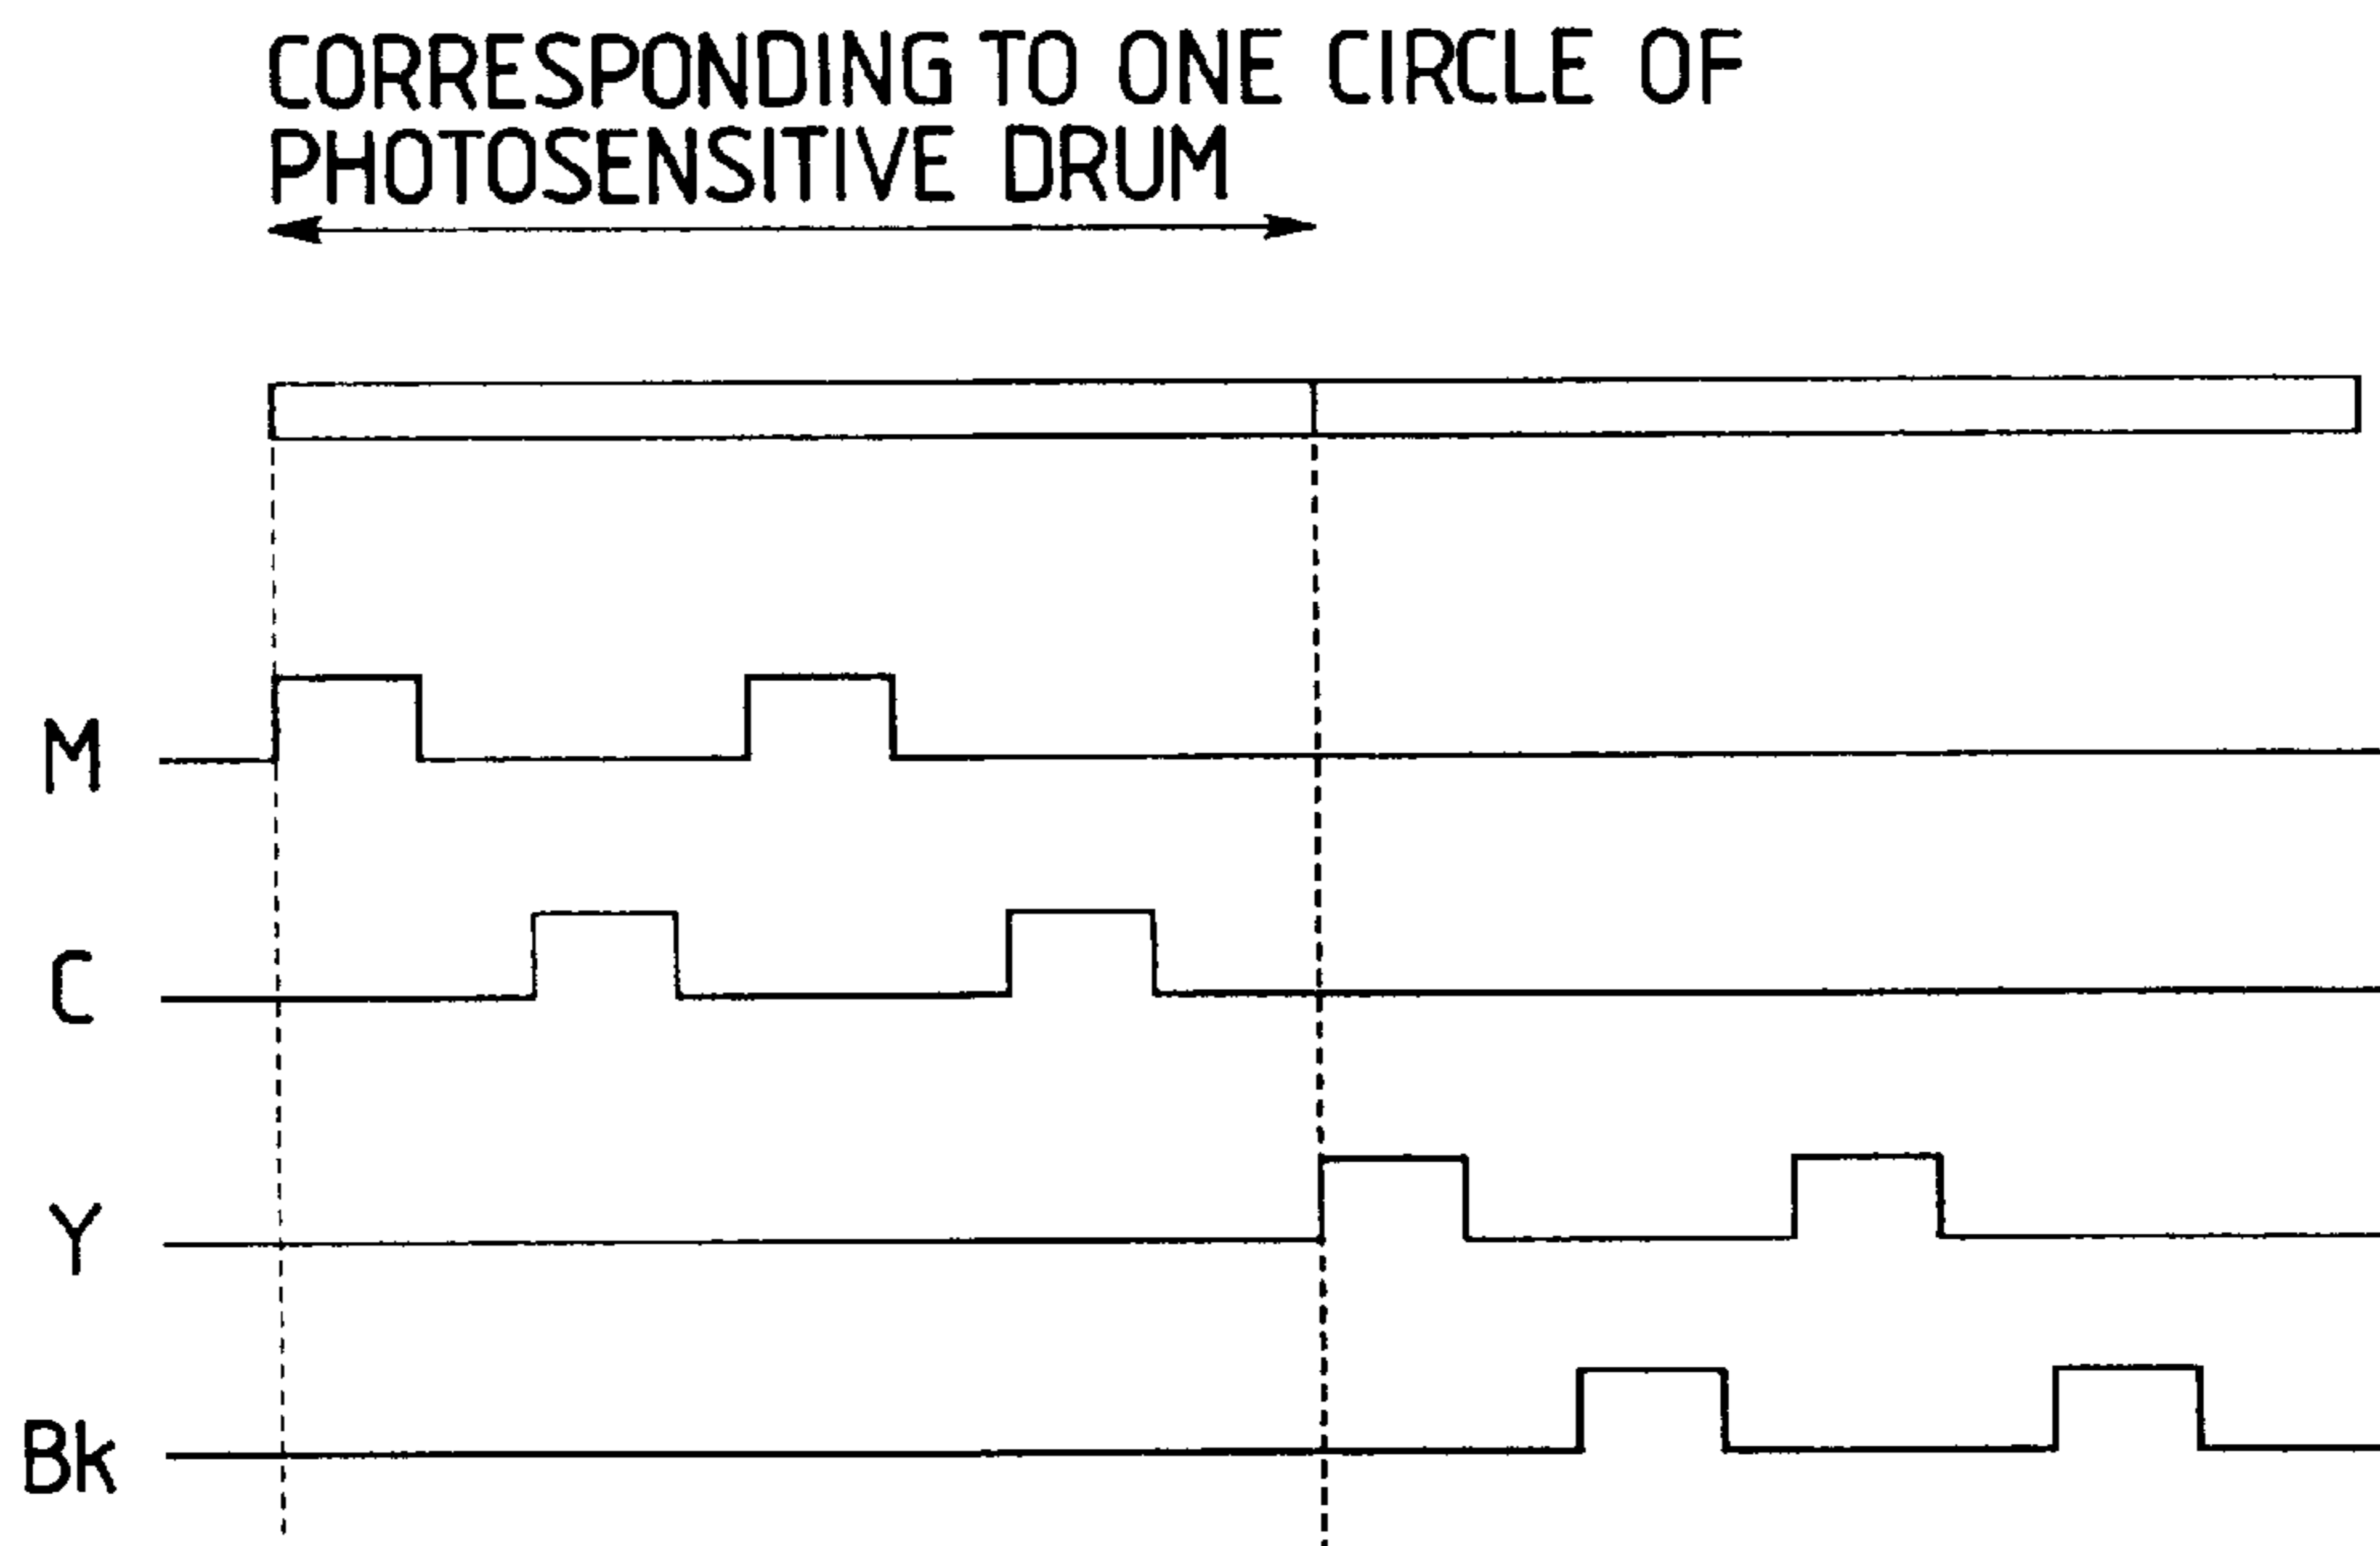 CORRESPONDING TO ONE CIRCLE OF
PHOTOSENSITIVE DRUM
M
C
Y
Bk